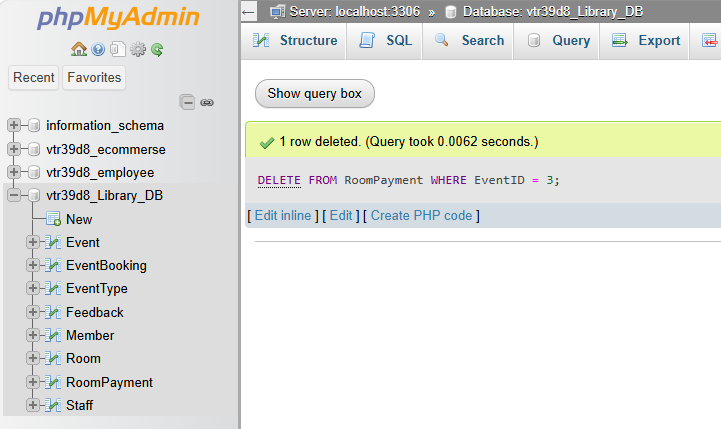 phpMyAdmin
Recent Favorites
information_schema
vtr39d8_ecommerse
vtr39d8_employee
vtr39d8_Library_DB
New
Event
EventBooking
EventType
Feedback
Member
Room
RoomPayment
Staff
Server: localhost:3306 » Database: vtr39d8_Library_DB
Structure SQL Search Query Export
Show query box
1 row deleted. (Query took 0.0062 seconds.)
DELETE FROM RoomPayment WHERE EventID = 3;
[ Edit inline ] [ Edit ] [ Create PHP code ]